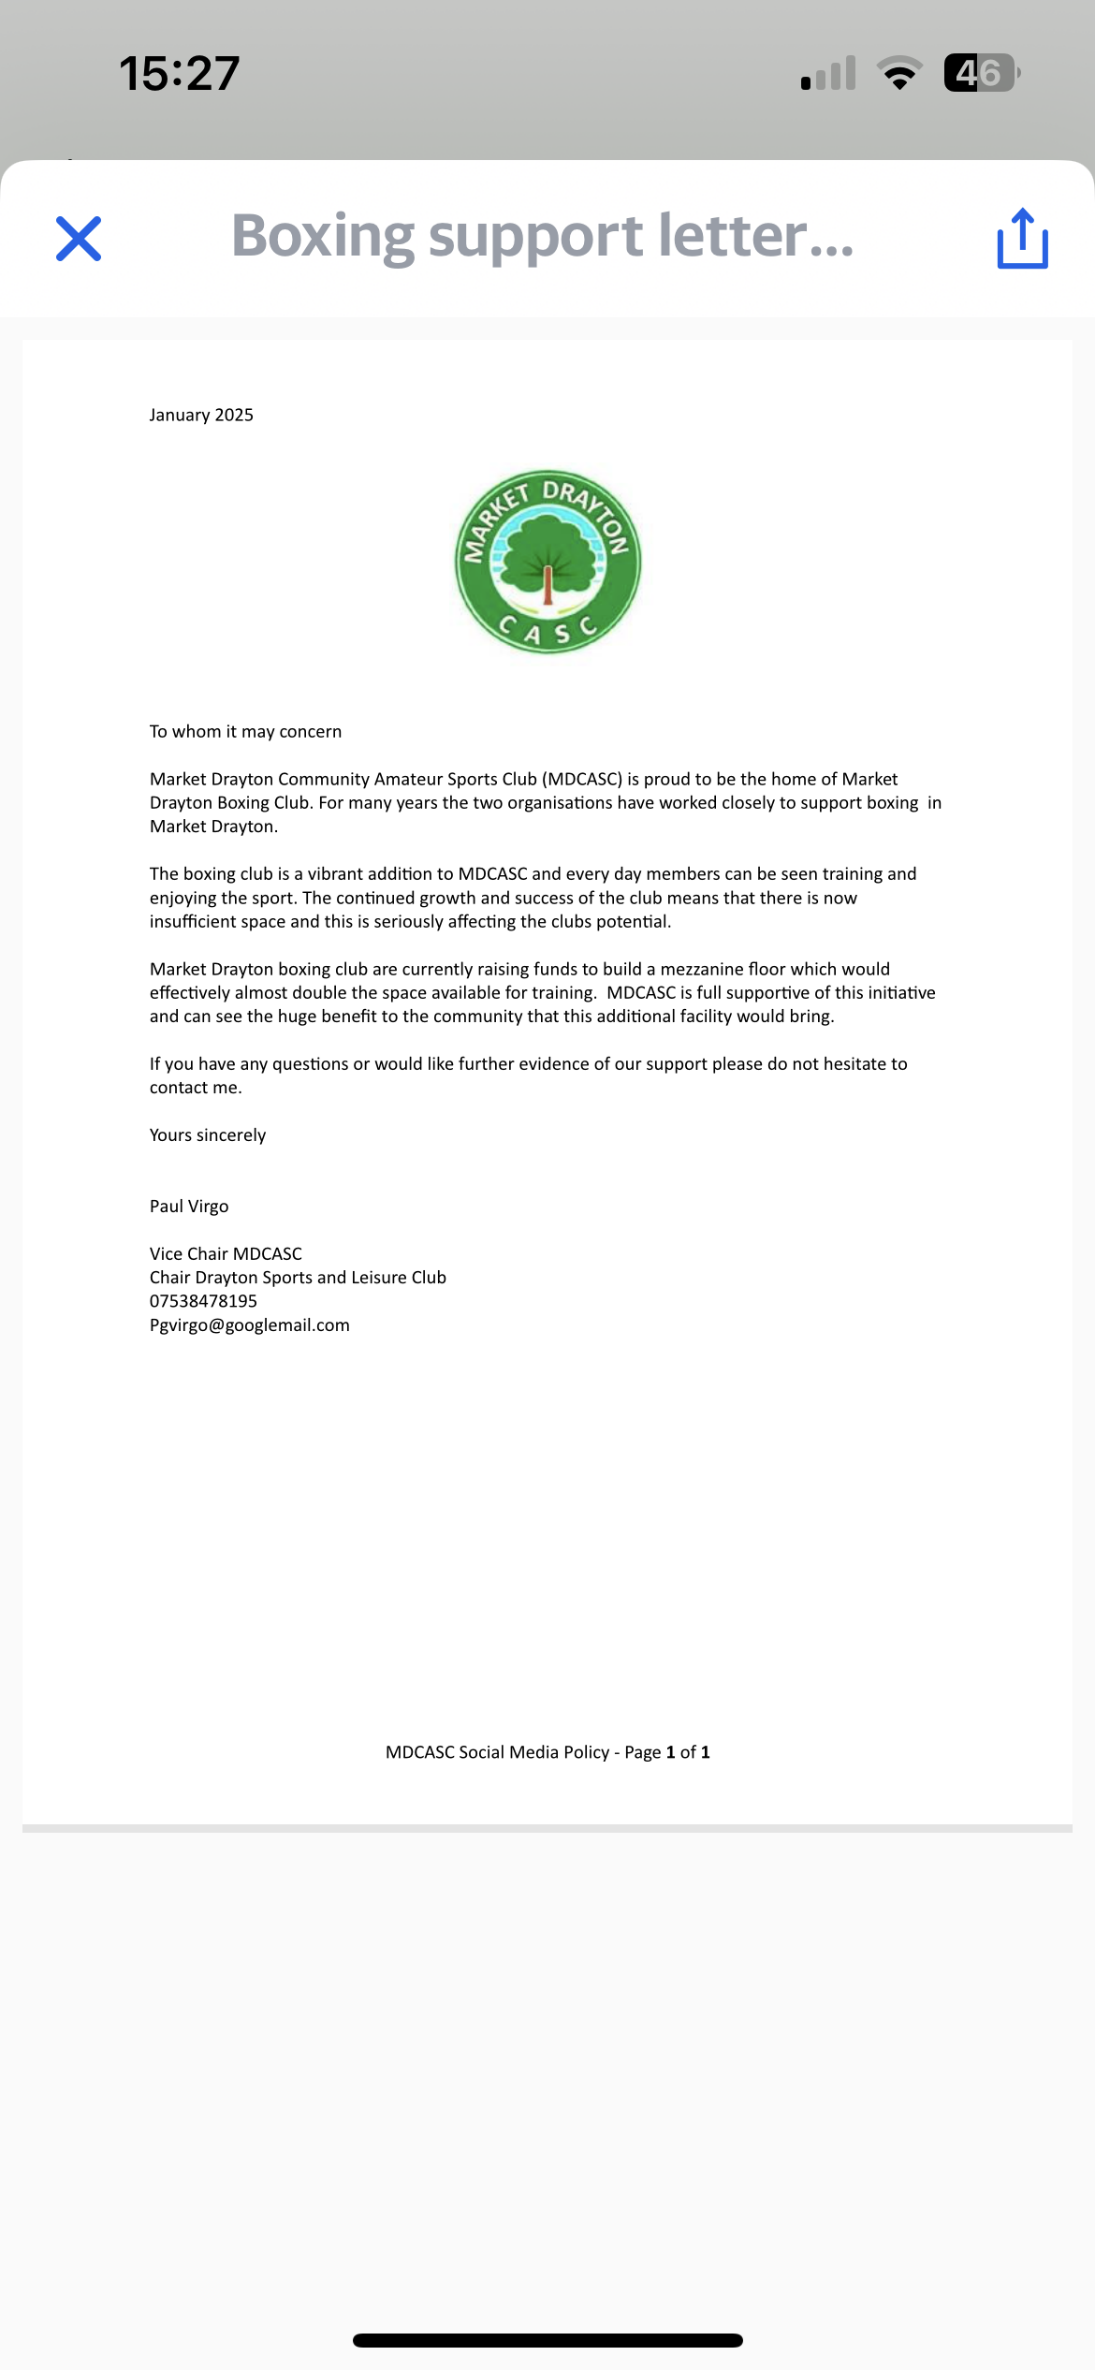 15:27
46
Boxing support letter...
January 2025
MARKET DRAYTON
CASC
To whom it may concern
Market Drayton Community Amateur Sports Club (MDCASC) is proud to be the home of Market
Drayton Boxing Club. For many years the two organisations have worked closely to support boxing  in
Market Drayton.
The boxing club is a vibrant addition to MDCASC and every day members can be seen training and
enjoying the sport. The continued growth and success of the club means that there is now
insufficient space and this is seriously affecting the clubs potential.
Market Drayton boxing club are currently raising funds to build a mezzanine floor which would
effectively almost double the space available for training.  MDCASC is full supportive of this initiative
and can see the huge benefit to the community that this additional facility would bring.
If you have any questions or would like further evidence of our support please do not hesitate to
contact me.
Yours sincerely
Paul Virgo
Vice Chair MDCASC
Chair Drayton Sports and Leisure Club
07538478195
Pgvirgo@googlemail.com
MDCASC Social Media Policy - Page 1 of 1